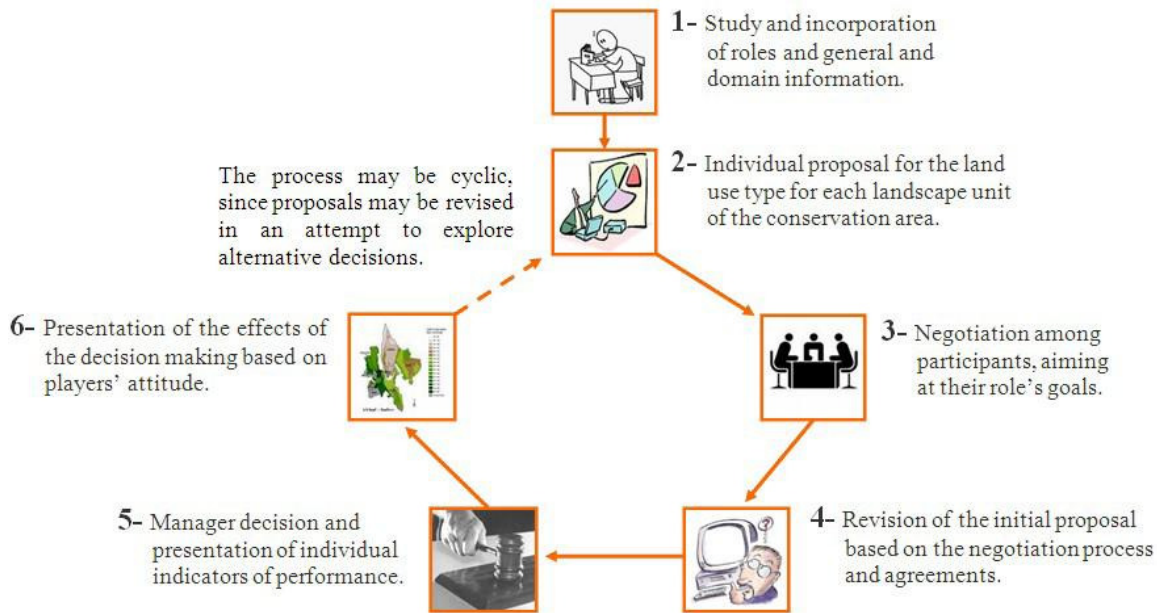 1- Study and incorporation
of roles and general and
domain information.
2- Individual proposal for the land
use type for each landscape unit
of the conservation area.
The process may be cyclic,
since proposals may be revised
in an attempt to explore
alternative decisions.
3- Negotiation among
participants, aiming
at their role's goals.
4- Revision of the initial proposal
based on the negotiation process
and agreements.
?
5- Manager decision and
presentation of individual
indicators of performance.
6- Presentation of the effects of
the decision making based on
players' attitude.